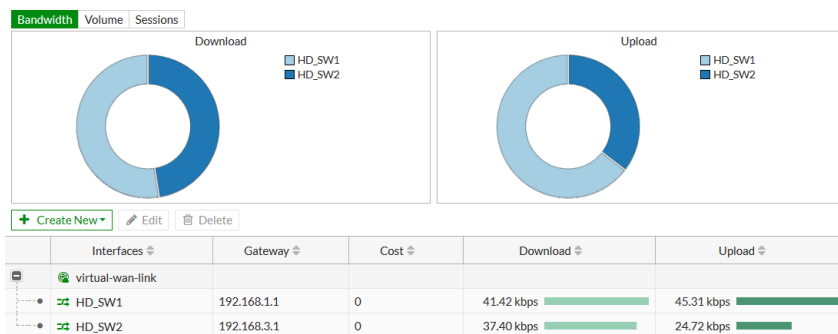 Bandwidth Volume Sessions
Download
HD_SW1
HD_SW2
Upload
HD_SW1
HD_SW2
+ Create New Edit Delete
Interfaces Gateway Cost Download Upload
virtual-wan-link
HD_SW1 192.168.1.1 0 41.42 kbps 45.31 kbps
HD_SW2 192.168.3.1 0 37.40 kbps 24.72 kbps